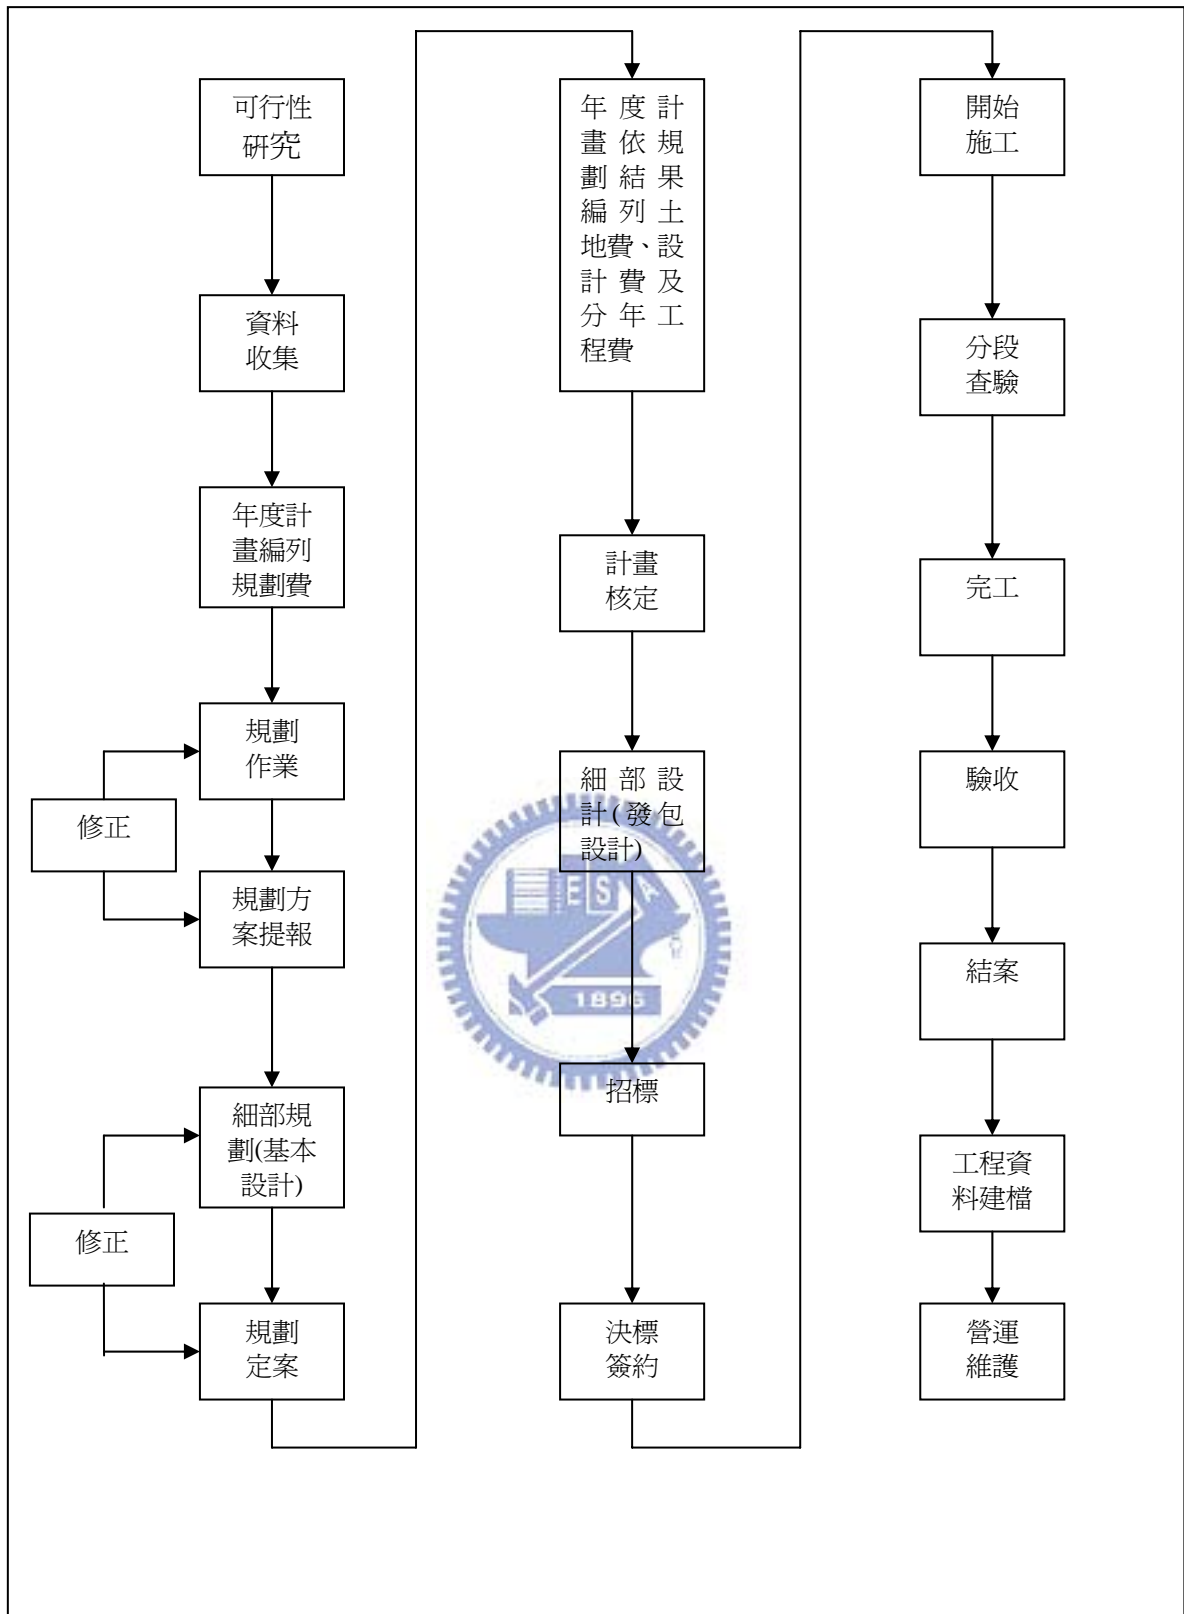 可行性
研究
資料
收集
年度計
畫編列
規劃費
規劃
作業
修正
規劃方
案提報
細部規
劃(基本
設計)
修正
規劃
定案
年度計
畫依規
劃結果
編列土
地費、設
計費及
分年工
程費
計畫
核定
細部設
計(發包
設計)
ES
A
1896
招標
決標
簽約
開始
施工
分段
查驗
完工
驗收
結案
工程資
料建檔
營運
維護